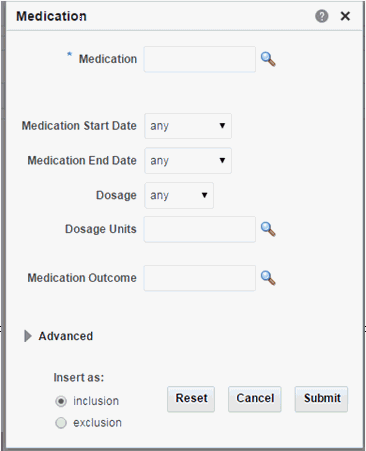 Medication
* Medication
Medication Start Date any
Medication End Date any
Dosage any
Dosage Units
Medication Outcome
Advanced
Insert as:
inclusion
exclusion
Reset Cancel Submit